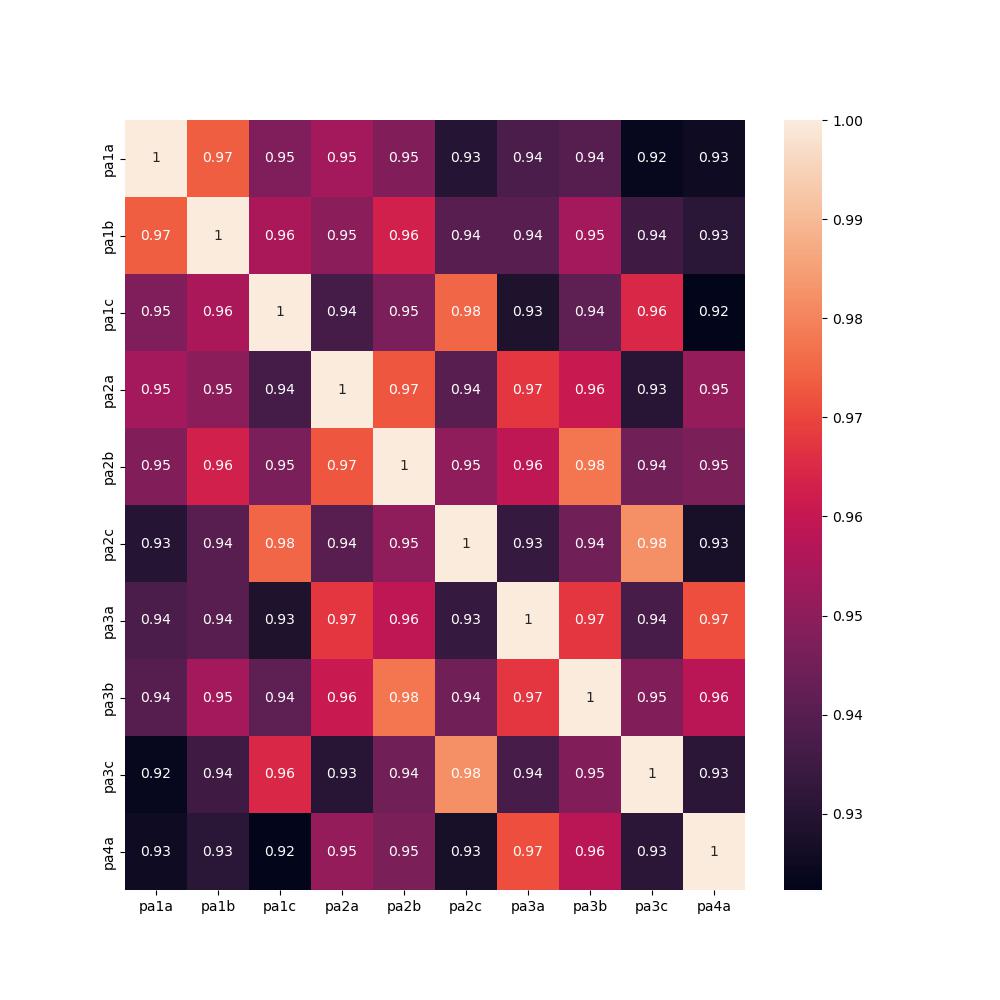 pa1a 1 0.97 0.95 0.95 0.95 0.93 0.94 0.94 0.92 0.93
pa1b 0.97 1 0.96 0.95 0.96 0.94 0.94 0.95 0.94 0.93
pa1c 0.95 0.96 1 0.94 0.95 0.98 0.93 0.94 0.96 0.92
pa2a 0.95 0.95 0.94 1 0.97 0.94 0.97 0.96 0.93 0.95
pa2b 0.95 0.96 0.95 0.97 1 0.95 0.96 0.98 0.94 0.95
pa2c 0.93 0.94 0.98 0.94 0.95 1 0.93 0.94 0.98 0.93
pa3a 0.94 0.94 0.93 0.97 0.96 0.93 1 0.97 0.94 0.97
pa3b 0.94 0.95 0.94 0.96 0.98 0.94 0.97 1 0.95 0.96
pa3c 0.92 0.94 0.96 0.93 0.94 0.98 0.94 0.95 1 0.93
pa4a 0.93 0.93 0.92 0.95 0.95 0.93 0.97 0.96 0.93 1
pa1a pa1b pa1c pa2a pa2b pa2c pa3a pa3b pa3c pa4a
1.00
0.99
0.98
0.97
0.96
0.95
0.94
0.93